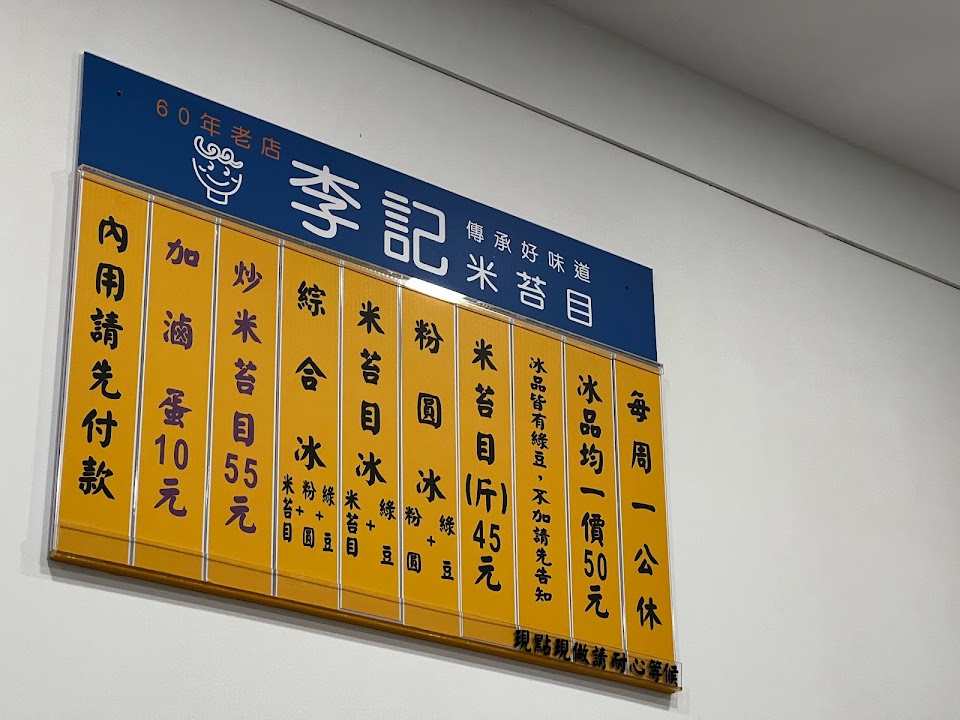 60年老店
李記
傳承好味道
米苔目
每周一公休
冰品均一價50元
冰品皆有綠豆,不加請先告知
米苔目(斤)45元
粉圓冰
綠豆+粉圓
米苔目冰
綠豆+米苔目
綜合冰
綠豆+粉圓+米苔目
炒米苔目55元
加滷蛋10元
內用請先付款
現點現做請耐心等候